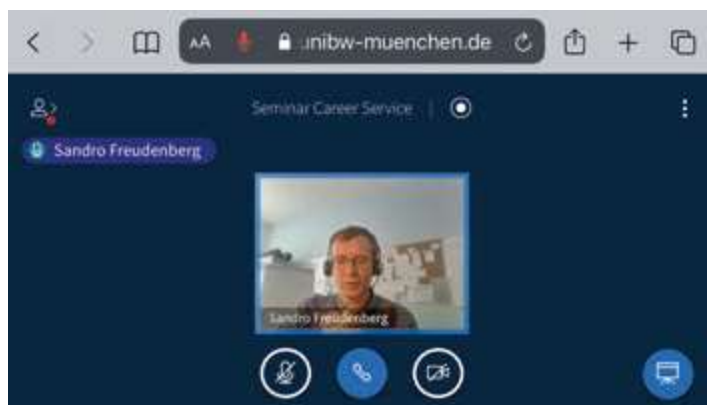 AA .unibw-muenchen.de
Seminar Career Service
Sandro Freudenberg
Sandro Freudenberg